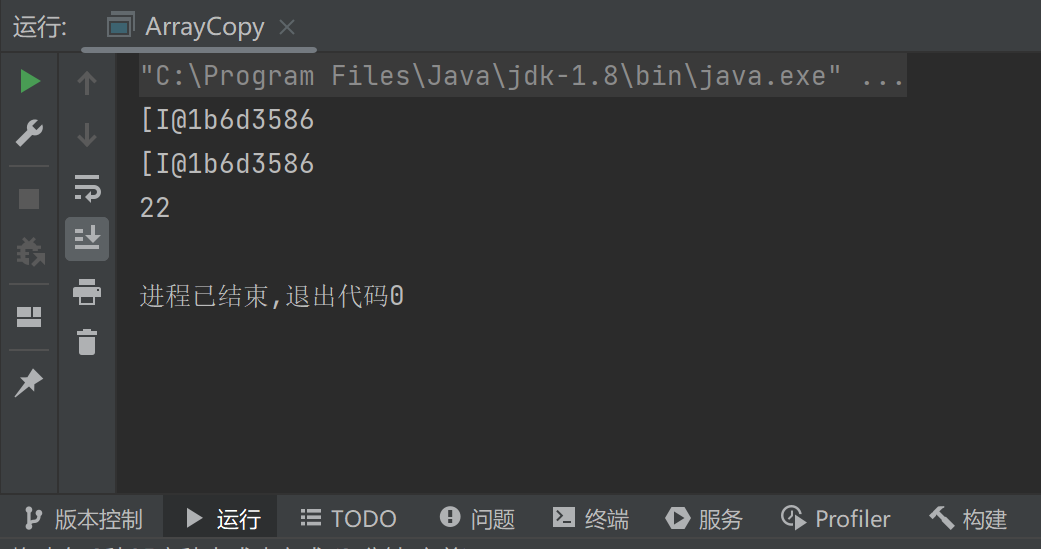 运行: ArrayCopy
"C:\Program Files\Java\jdk-1.8\bin\java.exe" ...
[I@1b6d3586
[I@1b6d3586
22
进程已结束,退出代码0
版本控制 运行 TODO 问题 终端 服务 Profiler 构建